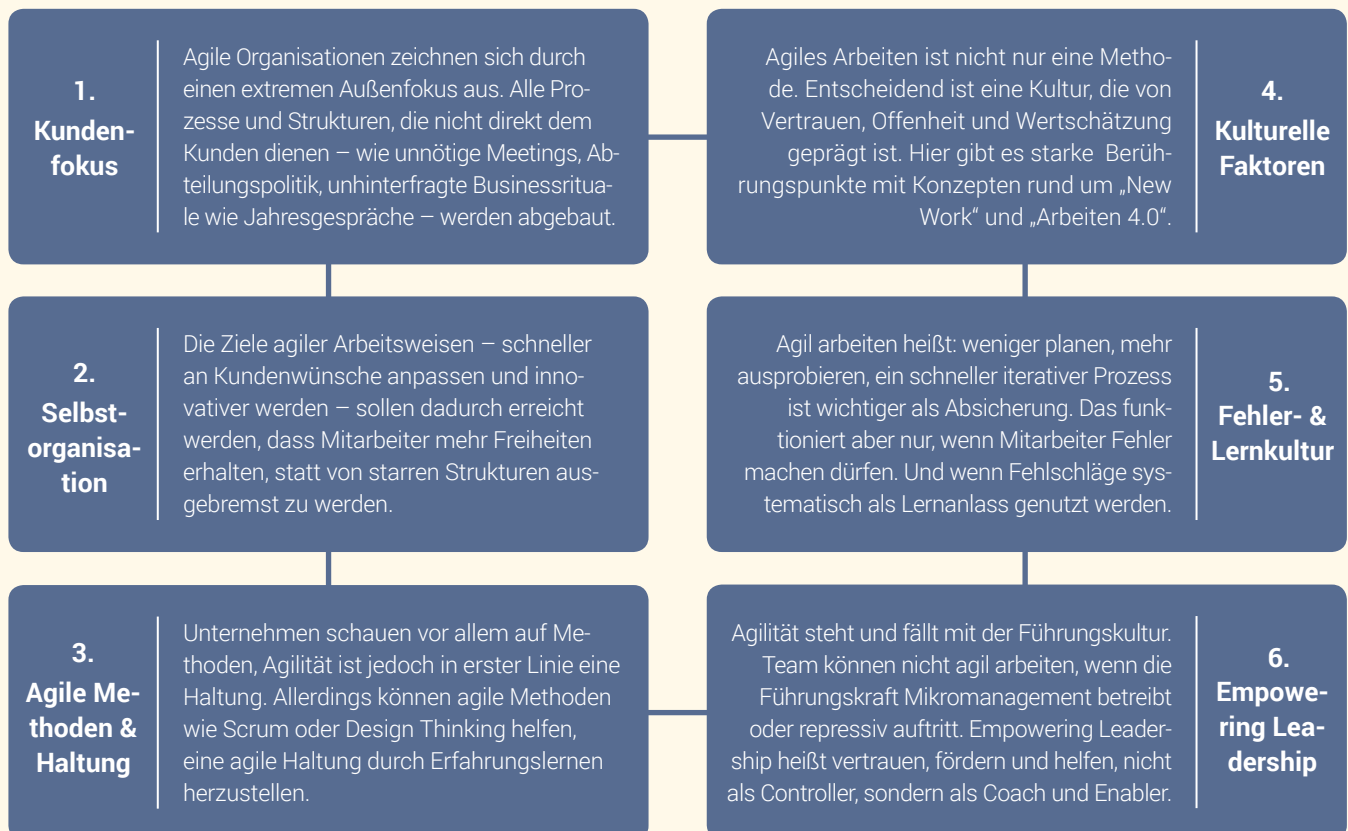 1.
Kunden-
fokus
Agile Organisationen zeichnen sich durch
einen extremen Außenfokus aus. Alle Pro-
zesse und Strukturen, die nicht direkt dem
Kunden dienen – wie unnötige Meetings, Ab-
teilungspolitik, unhinterfragte Businessritua-
le wie Jahresgespräche – werden abgebaut.
2.
Selbst-
organisa-
tion
Die Ziele agiler Arbeitsweisen – schneller
an Kundenwünsche anpassen und inno-
vativer werden – sollen dadurch erreicht
werden, dass Mitarbeiter mehr Freiheiten
erhalten, statt von starren Strukturen aus-
gebremst zu werden.
3.
Agile Me-
thoden &
Haltung
Unternehmen schauen vor allem auf Me-
thoden, Agilität ist jedoch in erster Linie eine
Haltung. Allerdings können agile Methoden
wie Scrum oder Design Thinking helfen,
eine agile Haltung durch Erfahrungslernen
herzustellen.
Agiles Arbeiten ist nicht nur eine Metho-
de. Entscheidend ist eine Kultur, die von
Vertrauen, Offenheit und Wertschätzung
geprägt ist. Hier gibt es starke Berüh-
rungspunkte mit Konzepten rund um „New
Work“ und „Arbeiten 4.0“.
4.
Kulturelle
Faktoren
Agil arbeiten heißt: weniger planen, mehr
ausprobieren, ein schneller iterativer Prozess
ist wichtiger als Absicherung. Das funk-
tioniert aber nur, wenn Mitarbeiter Fehler
machen dürfen. Und wenn Fehlschläge sys-
tematisch als Lernanlass genutzt werden.
5.
Fehler- &
Lernkultur
Agilität steht und fällt mit der Führungskultur.
Team können nicht agil arbeiten, wenn die
Führungskraft Mikromanagement betreibt
oder repressiv auftritt. Empowering Leader-
ship heißt vertrauen, fördern und helfen, nicht
als Controller, sondern als Coach und Enabler.
6.
Empowe-
ring Lea-
dership